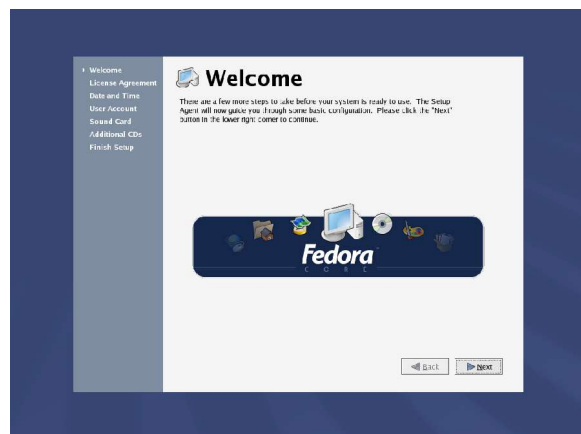 Welcome
License Agreement
Date and Time
User Account
Sound Card
Additional CDs
Finish Setup
Welcome
There are a few more steps to take before your system is ready to use. The Setup
Agent will now guide you through some basic configuration. Please click the "Next"
button in the lower right corner to continue.
Fedora
CORE
Back
Next